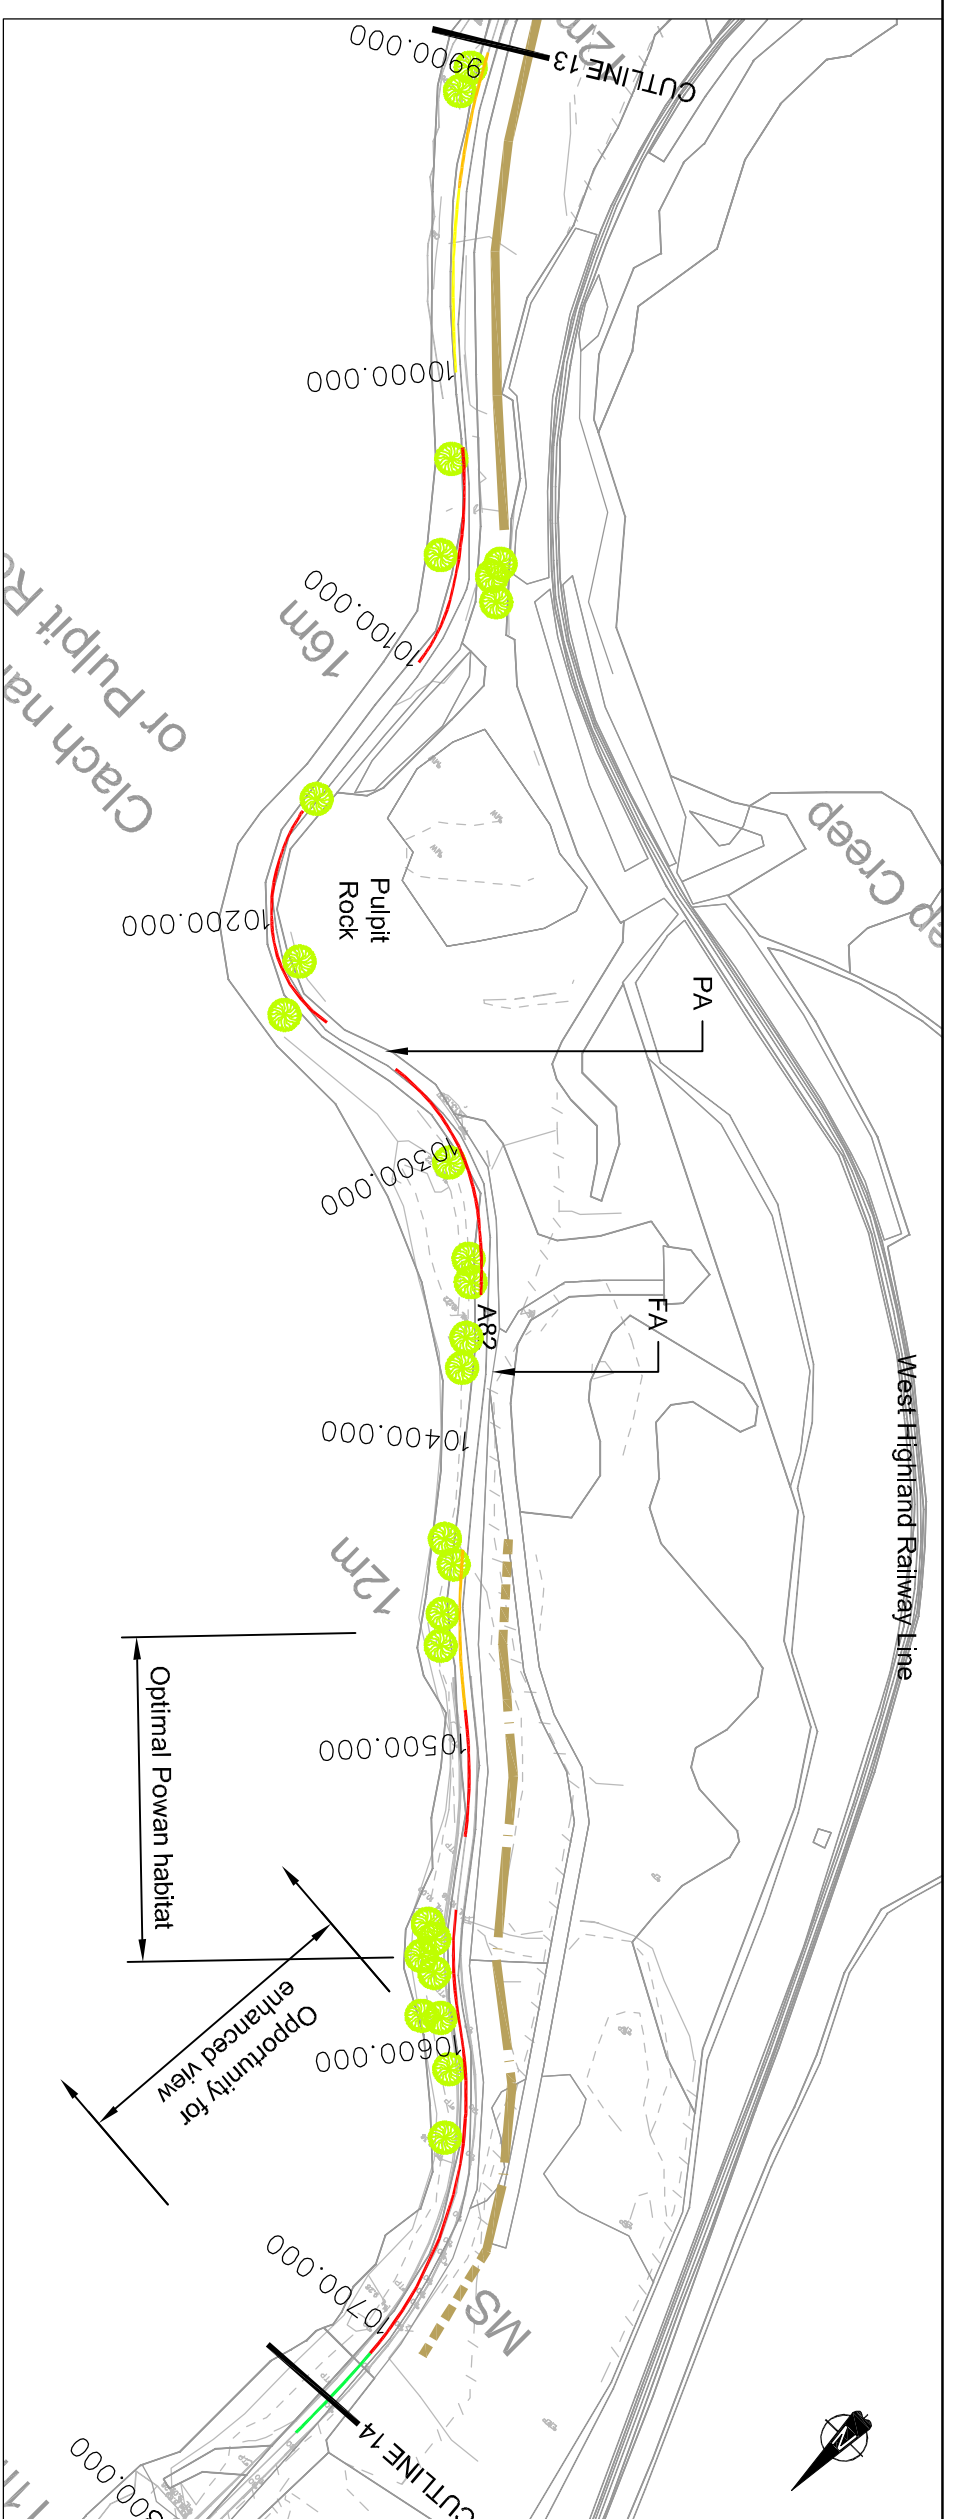 9900.000
12m
CUTLINE 13
10000.000
10100.000
16m
or Pulpit
Clach
10200.000
Pulpit
Rock
Creep
PA
10300.000
A82
FA
10400.000
West Highland Railway Line
12m
Optimal Powan habitat
10500.000
Opportunity for
enhanced view
10600.000
10700.000
MS
CUTLINE 14